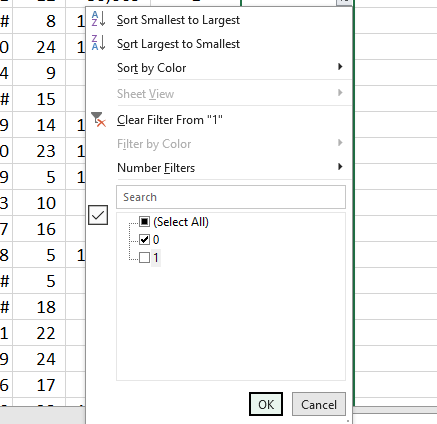 # 8 1
0 24 1
4 9
# 15
9 14 1
0 23 1
9 5 1
3 10
7 16
8 5 1
# 5
# 18
1 22
9 24
6 17
Sort Smallest to Largest
Sort Largest to Smallest
Sort by Color
Sheet View
Clear Filter From "1"
Filter by Color
Number Filters
Search
(Select All)
0
1
OK
Cancel